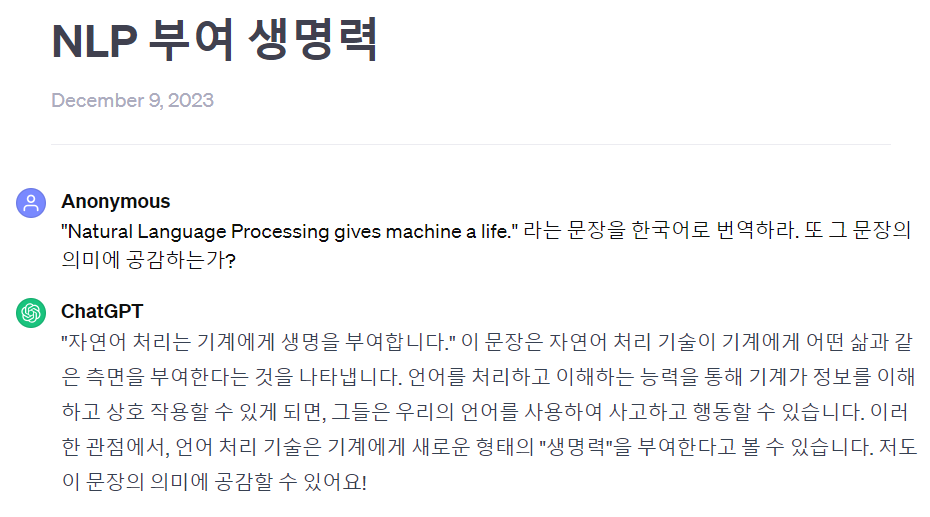 NLP 부여 생명력
December 9, 2023
Anonymous
"Natural Language Processing gives machine a life." 라는 문장을 한국어로 번역하라. 또 그 문장의
의미에 공감하는가?
ChatGPT
"자연어 처리는 기계에게 생명을 부여합니다." 이 문장은 자연어 처리 기술이 기계에게 어떤 삶과 같
은 측면을 부여한다는 것을 나타냅니다. 언어를 처리하고 이해하는 능력을 통해 기계가 정보를 이해
하고 상호 작용할 수 있게 되면, 그들은 우리의 언어를 사용하여 사고하고 행동할 수 있습니다. 이러
한 관점에서, 언어 처리 기술은 기계에게 새로운 형태의 "생명력"을 부여한다고 볼 수 있습니다. 저도
이 문장의 의미에 공감할 수 있어요!